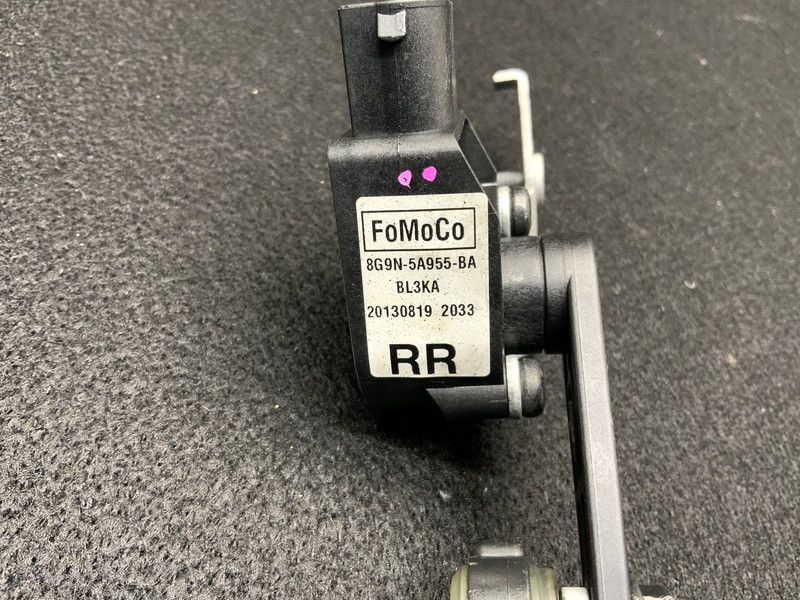 FoMoCo
8G9N-5A955-BA
BL3KA
20130819 2033
RR